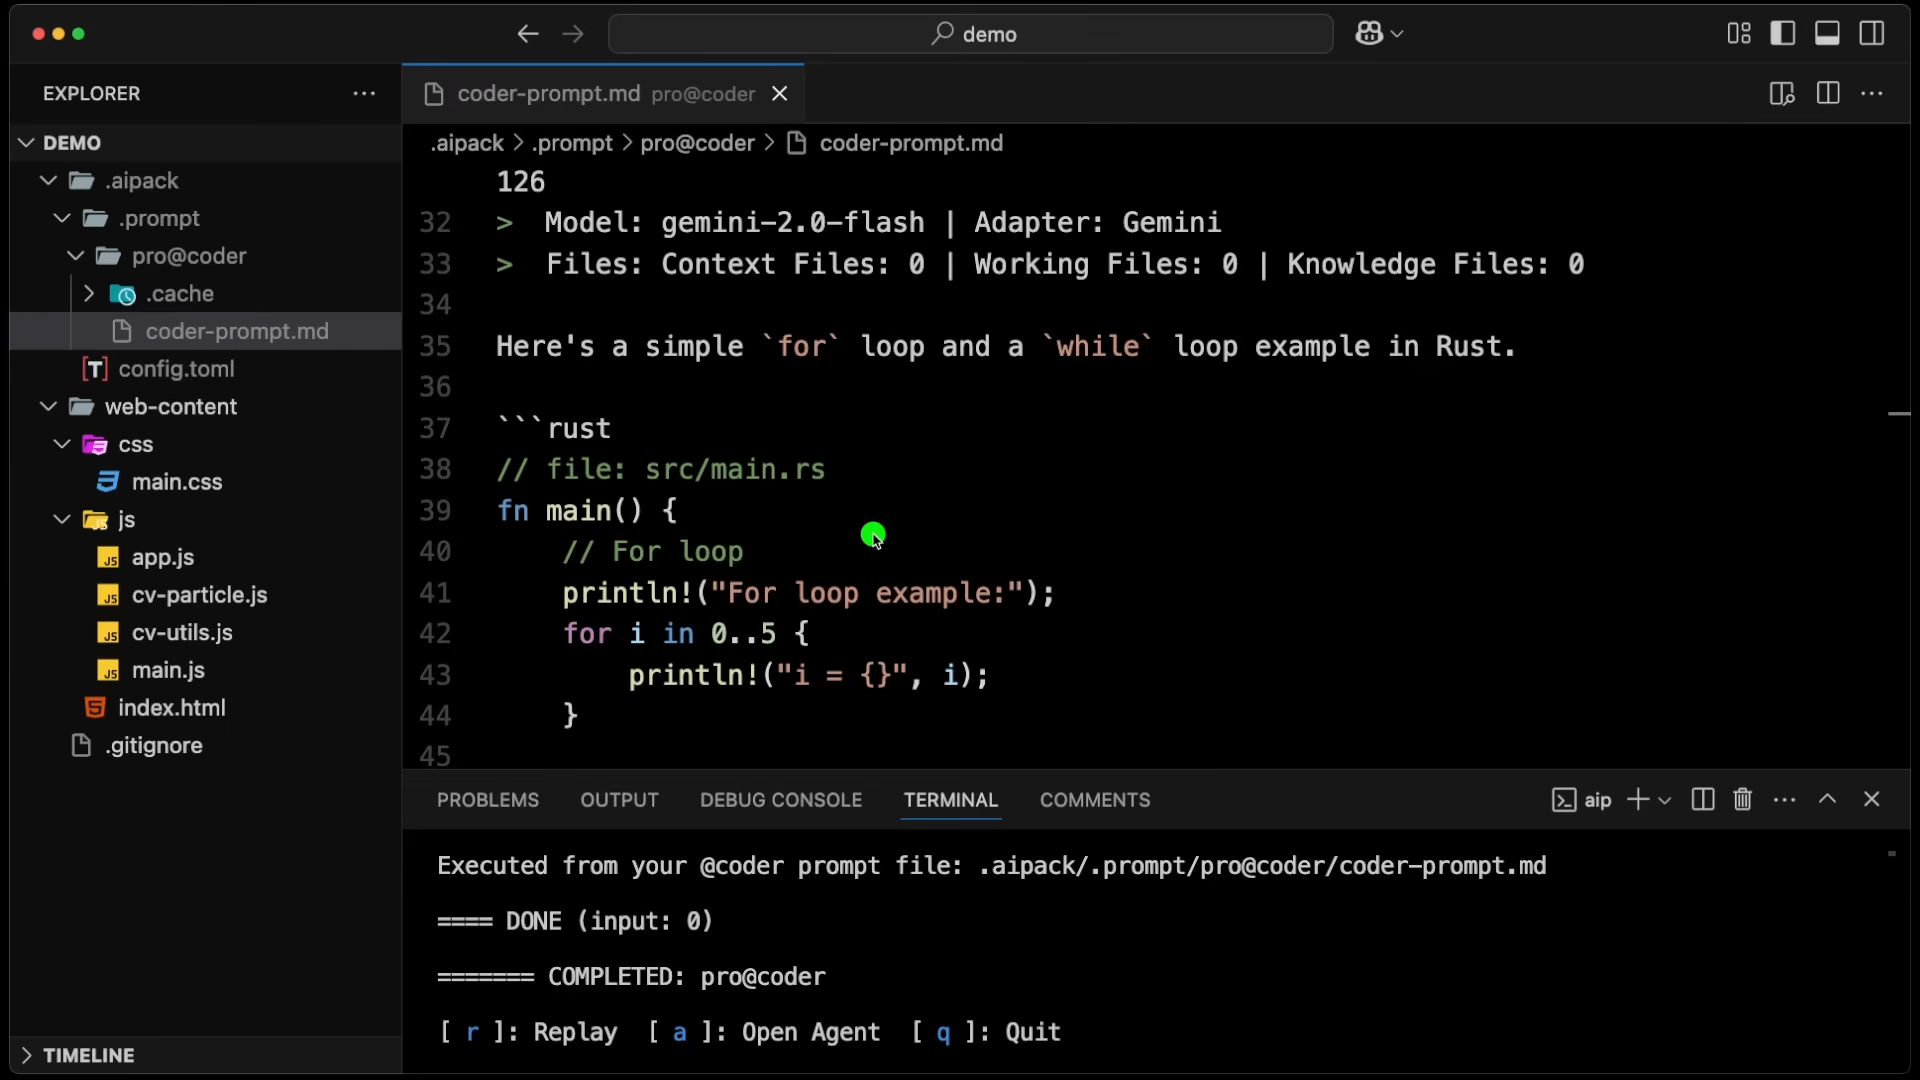 demo
EXPLORER
coder-prompt.md pro@coder
DEMO
.aipack > .prompt > pro@coder > coder-prompt.md
.aipack
.prompt
pro@coder
.cache
coder-prompt.md
config.toml
web-content
css
main.css
js
app.js
cv-particle.js
cv-utils.js
main.js
index.html
.gitignore
TIMELINE
126
32 > Model: gemini-2.0-flash | Adapter: Gemini
33 > Files: Context Files: 0 | Working Files: 0 | Knowledge Files: 0
34
35 Here's a simple `for` loop and a `while` loop example in Rust.
36
37 ```rust
38 // file: src/main.rs
39 fn main() {
40 // For loop
41 println!("For loop example:");
42 for i in 0..5 {
43 println!("i = {}", i);
44 }
45
PROBLEMS OUTPUT DEBUG CONSOLE TERMINAL COMMENTS aip
Executed from your @coder prompt file: .aipack/.prompt/pro@coder/coder-prompt.md
==== DONE (input: 0)
======= COMPLETED: pro@coder
[ r ]: Replay [ a ]: Open Agent [ q ]: Quit